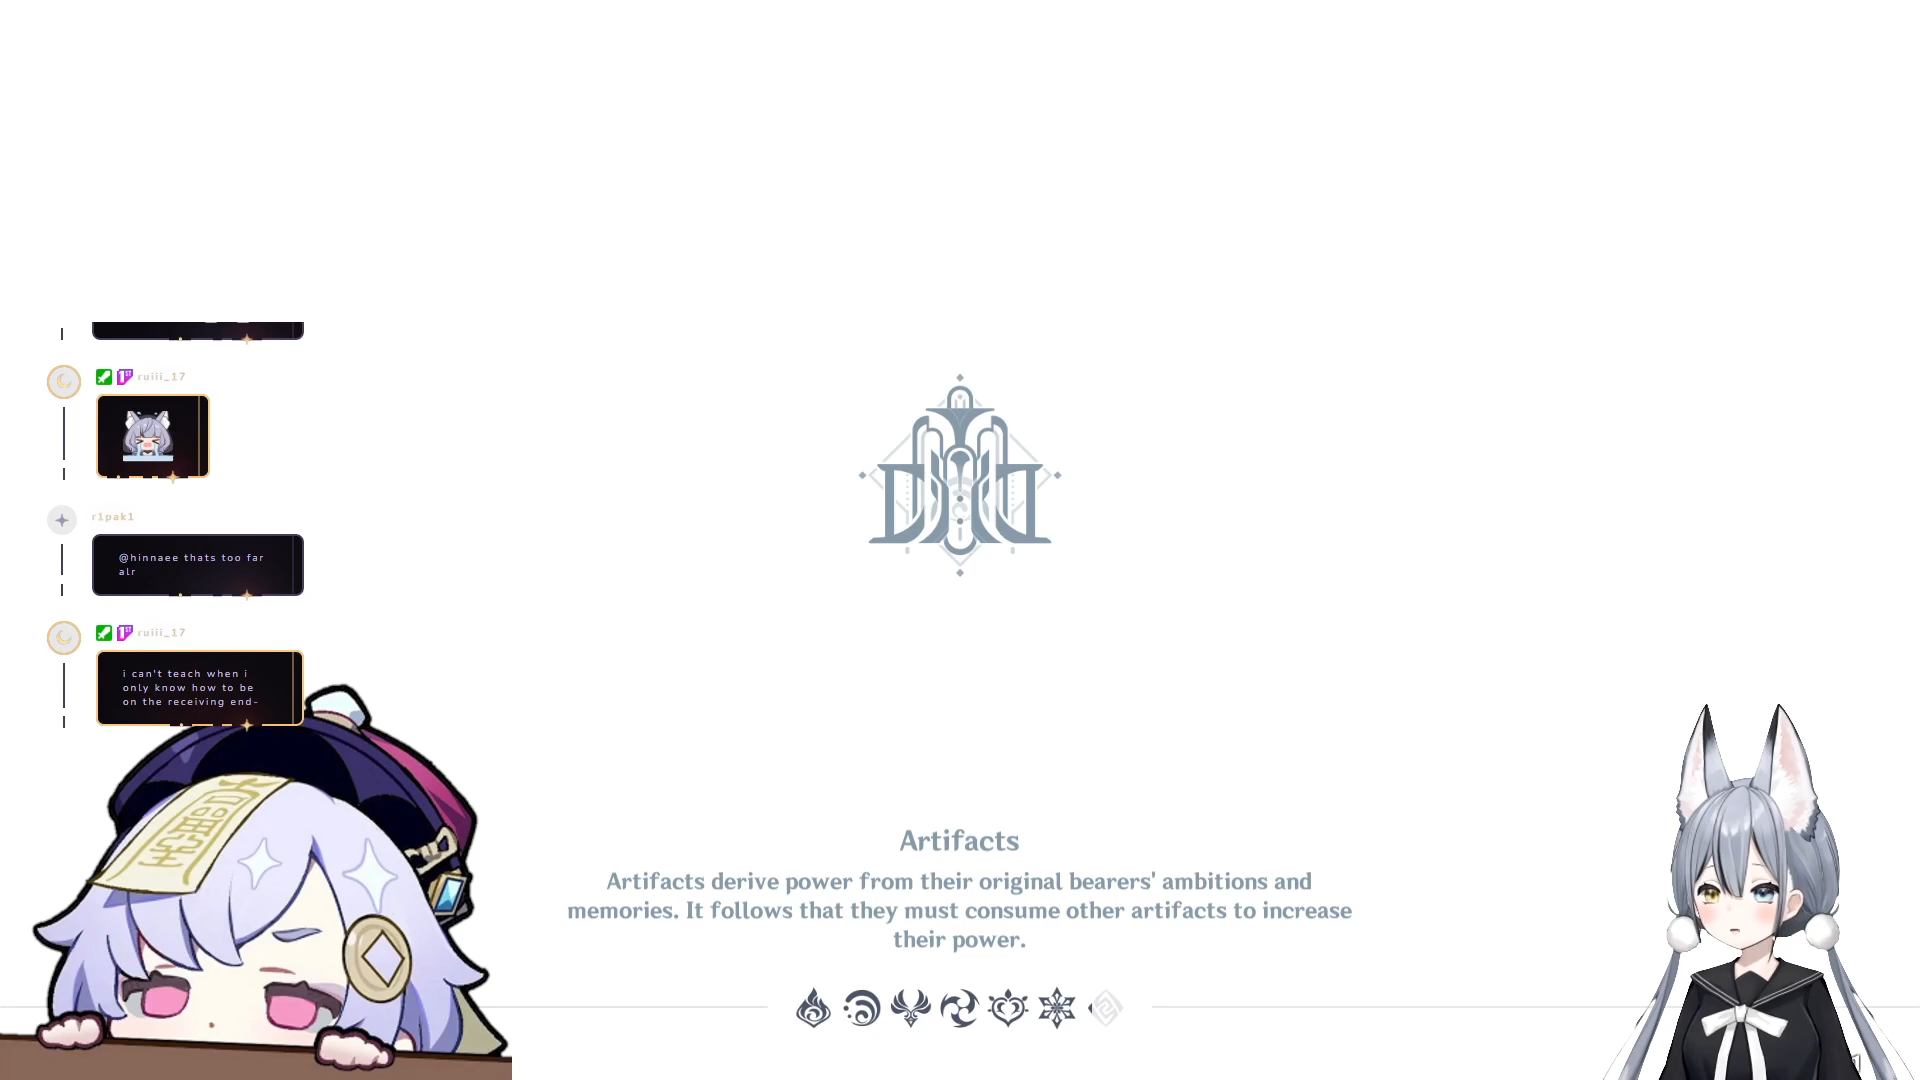 1ST
ruiii_17
r1pak1
@hinnaee thats too far
alr
1ST
ruiii_17
i can't teach when i
only know how to be
on the receiving end-
Artifacts
Artifacts derive power from their original bearers' ambitions and
memories. It follows that they must consume other artifacts to increase
their power.